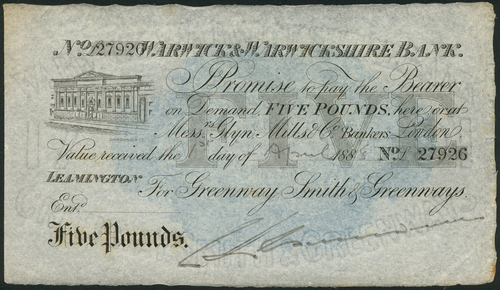 No/27926 WARWICK & WARWICKSHIRE BANK.
I Promise to pay the Bearer
on Demand, FIVE POUNDS, here or at
Messrs Glyn Mills & Co Bankers London,
Value received the 1st day of April 188 No/ 27926
LEAMINGTON For Greenway Smith & Greenways.
Entd
Five Pounds.